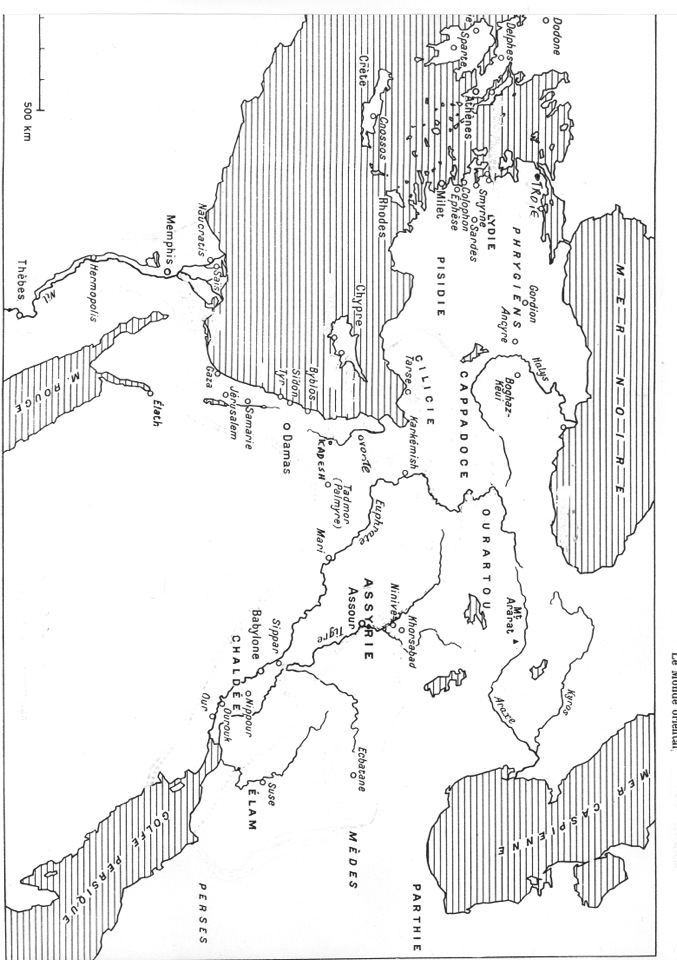 Le Monde oriental.
MER NOIRE
MER CASPIENNE
Dodone
Delphes
Sparte
Athènes
TROIE
Smyrne
Sardes
Colophon
Éphèse
Milet
LYDIE
PHRYGIENS
Gordion
Ancyre
Halys
Boghaz-
Keui
PISIDIE
CILICIE
Tarse
CAPPADOCE
Karkémish
OURARTOU
Mt.
Ararat
Kyros
Araxe
Crète
Cnossos
Rhodes
Chypre
Byblos
Sidon
Tyr
Damas
KADESH
Tadmor
(Palmyre)
Euphrate
Mari
ASSYRIE
Assour
Ninive
Khorsabad
Tigre
Sippar
Babylone
CHALDÉE
Nippour
Ourouk
Our
Suse
ÉLAM
Ecbatane
MÈDES
PARTHIE
PERSES
GOLFE PERSIQUE
Samarie
Jérusalem
Gaza
Élath
M. ROUGE
Naucratis
Saïs
Memphis
Hermopolis
Nil
Thèbes
500 km